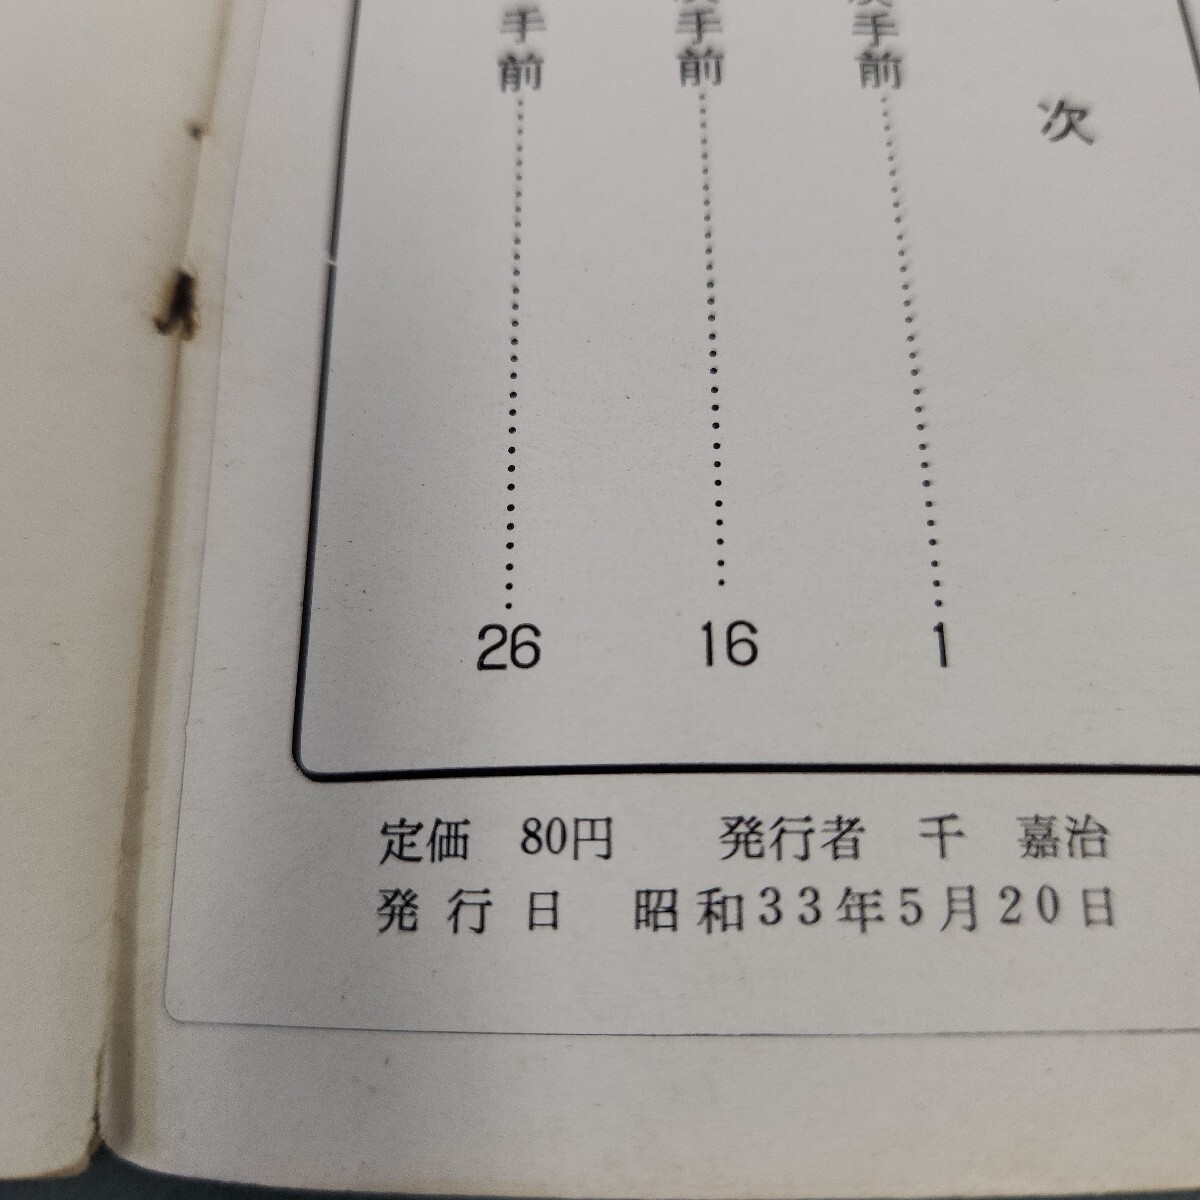 次
手前……1
手前……16
手前……26
定価 80円 発行者 千 嘉治
発行日 昭和33年5月20日